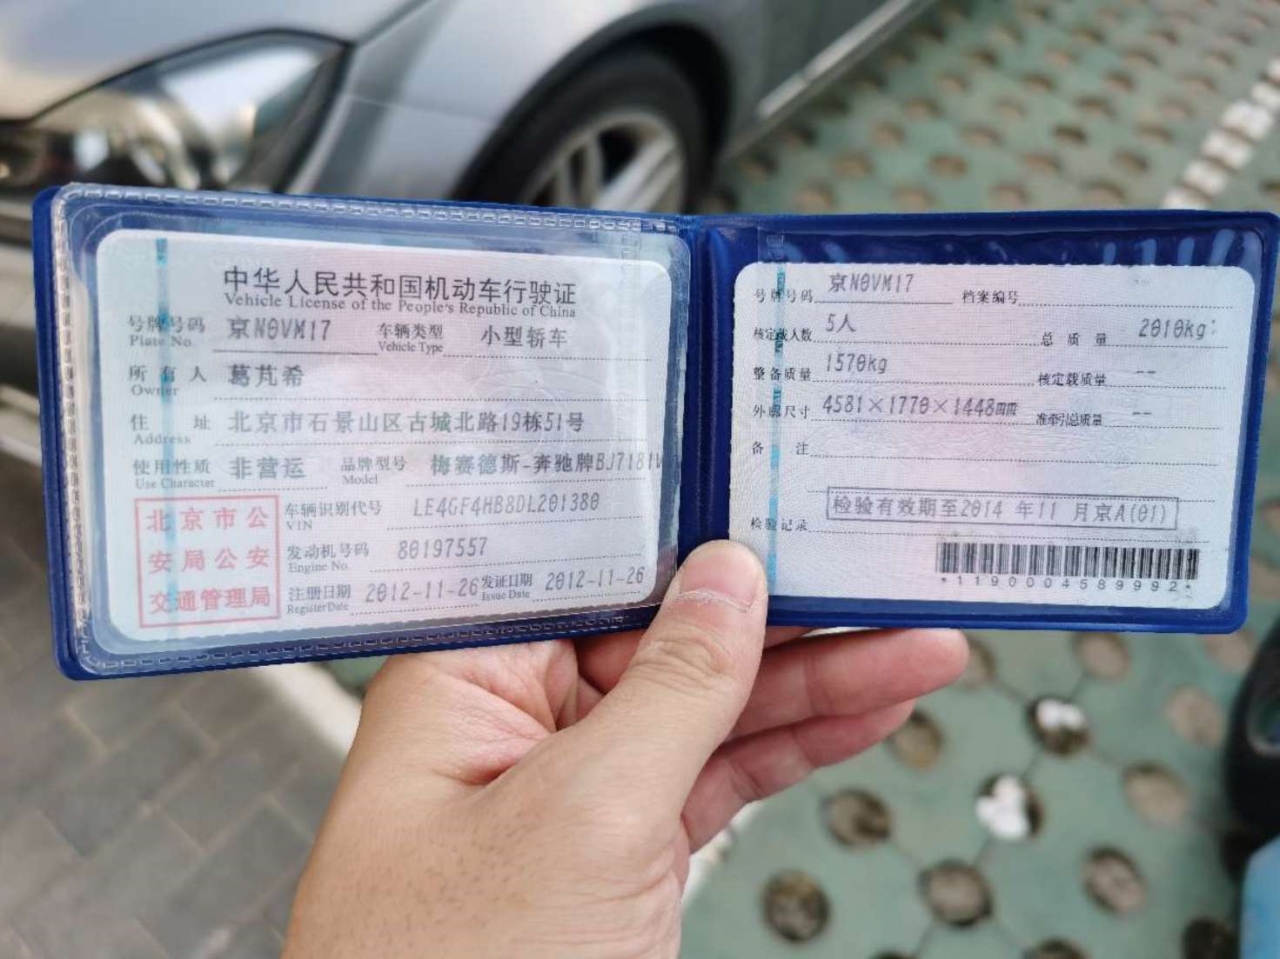 中华人民共和国机动车行驶证
Vehicle License of the People's Republic of China
号牌号码 京N0VM17 车辆类型 小型轿车
Plate No. Vehicle Type
所有人 葛芃希
Owner
住址 北京市石景山区古城北路19栋51号
Address
使用性质 非营运 品牌型号 梅赛德斯-奔驰牌BJ7181V
Use Character Model
北京市公
安局公安
交通管理局
车辆识别代号 LE4GF4HB8DL201380
VIN
发动机号码 80197557
Engine No.
注册日期 2012-11-26 发证日期 2012-11-26
Register Date Issue Date
号牌号码 京N0VM17 档案编号
核定载人数 5人 总质量 2010kg
整备质量 1570kg 核定载质量 --
外廓尺寸 4581×1770×1448mm 准牵引总质量 --
备注
检验记录 检验有效期至2014 年11 月京A(01)
*1190004589992*